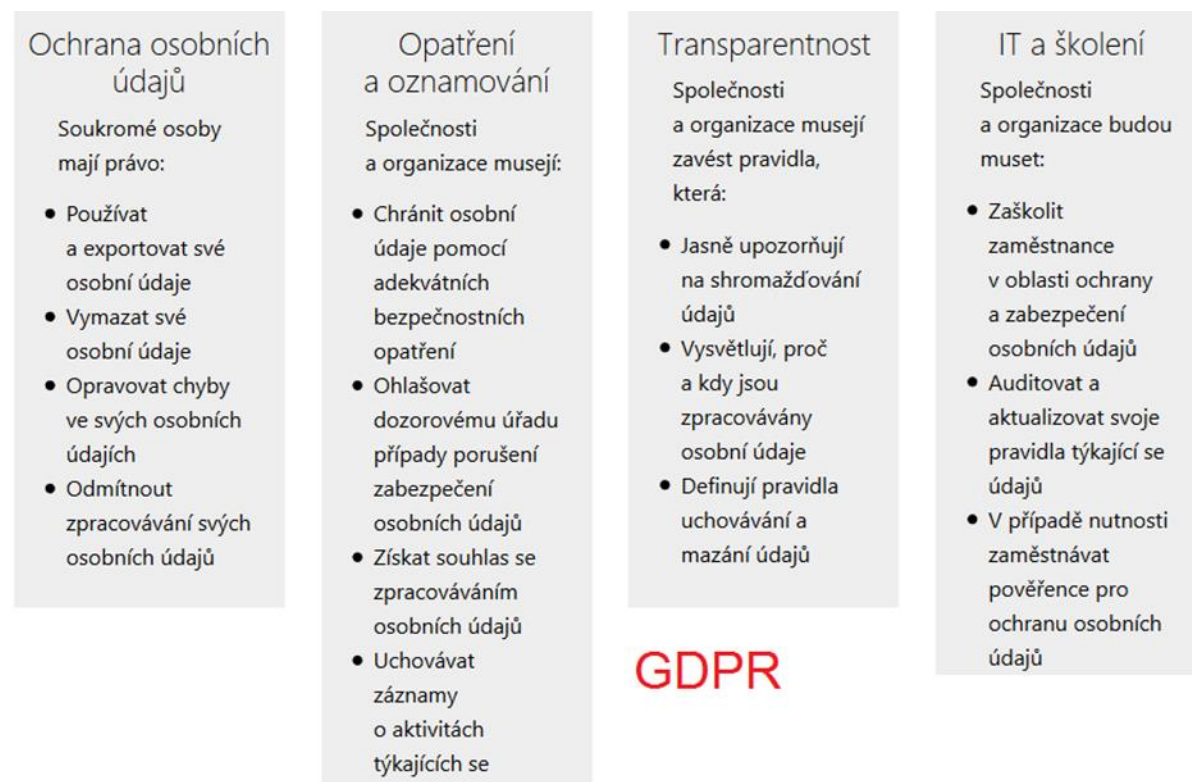 Ochrana osobních
údajů
Soukromé osoby
mají právo:
● Používat
a exportovat své
osobní údaje
● Vymazat své
osobní údaje
● Opravovat chyby
ve svých osobních
údajích
● Odmítnout
zpracovávání svých
osobních údajů
Opatření
a oznamování
Společnosti
a organizace musejí:
● Chránit osobní
údaje pomocí
adekvátních
bezpečnostních
opatření
● Ohlašovat
dozorovému úřadu
případy porušení
zabezpečení
osobních údajů
● Získat souhlas se
zpracováváním
osobních údajů
● Uchovávat
záznamy
o aktivitách
týkajících se
Transparentnost
Společnosti
a organizace musejí
zavést pravidla,
která:
● Jasně upozorňují
na shromažďování
údajů
● Vysvětlují, proč
a kdy jsou
zpracovávány
osobní údaje
● Definují pravidla
uchovávání a
mazání údajů
GDPR
IT a školení
Společnosti
a organizace budou
muset:
● Zaškolit
zaměstnance
v oblasti ochrany
a zabezpečení
osobních údajů
● Auditovat a
aktualizovat svoje
pravidla týkající se
údajů
● V případě nutnosti
zaměstnávat
pověřence pro
ochranu osobních
údajů